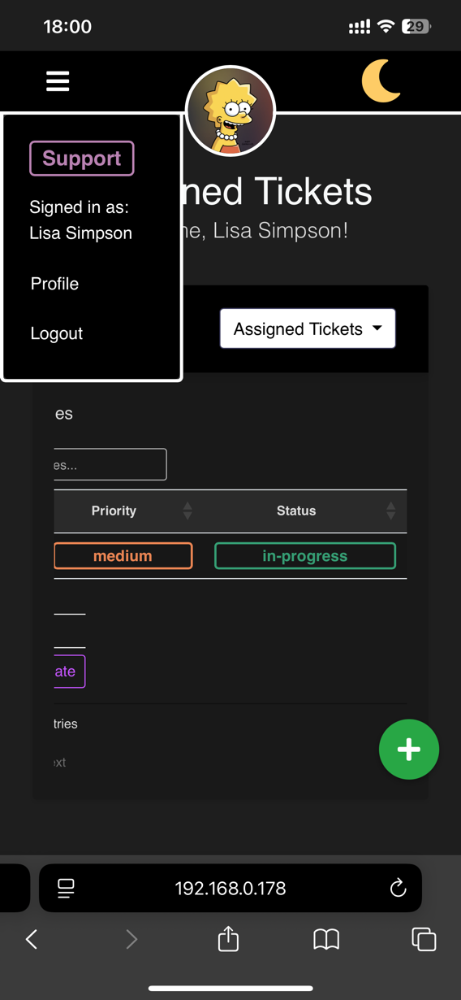 18:00
29
Support
Signed in as:
Lisa Simpson
Profile
Logout
ned Tickets
ne, Lisa Simpson!
Assigned Tickets
es
es...
Priority
Status
medium
in-progress
ate
tries
ext
192.168.0.178